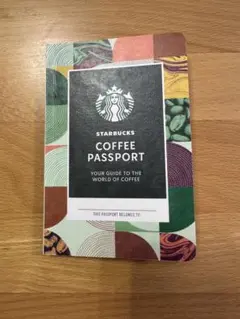 STARBUCKS
COFFEE
PASSPORT
YOUR GUIDE TO THE
WORLD OF COFFEE
THIS PASSPORT BELONGS TO